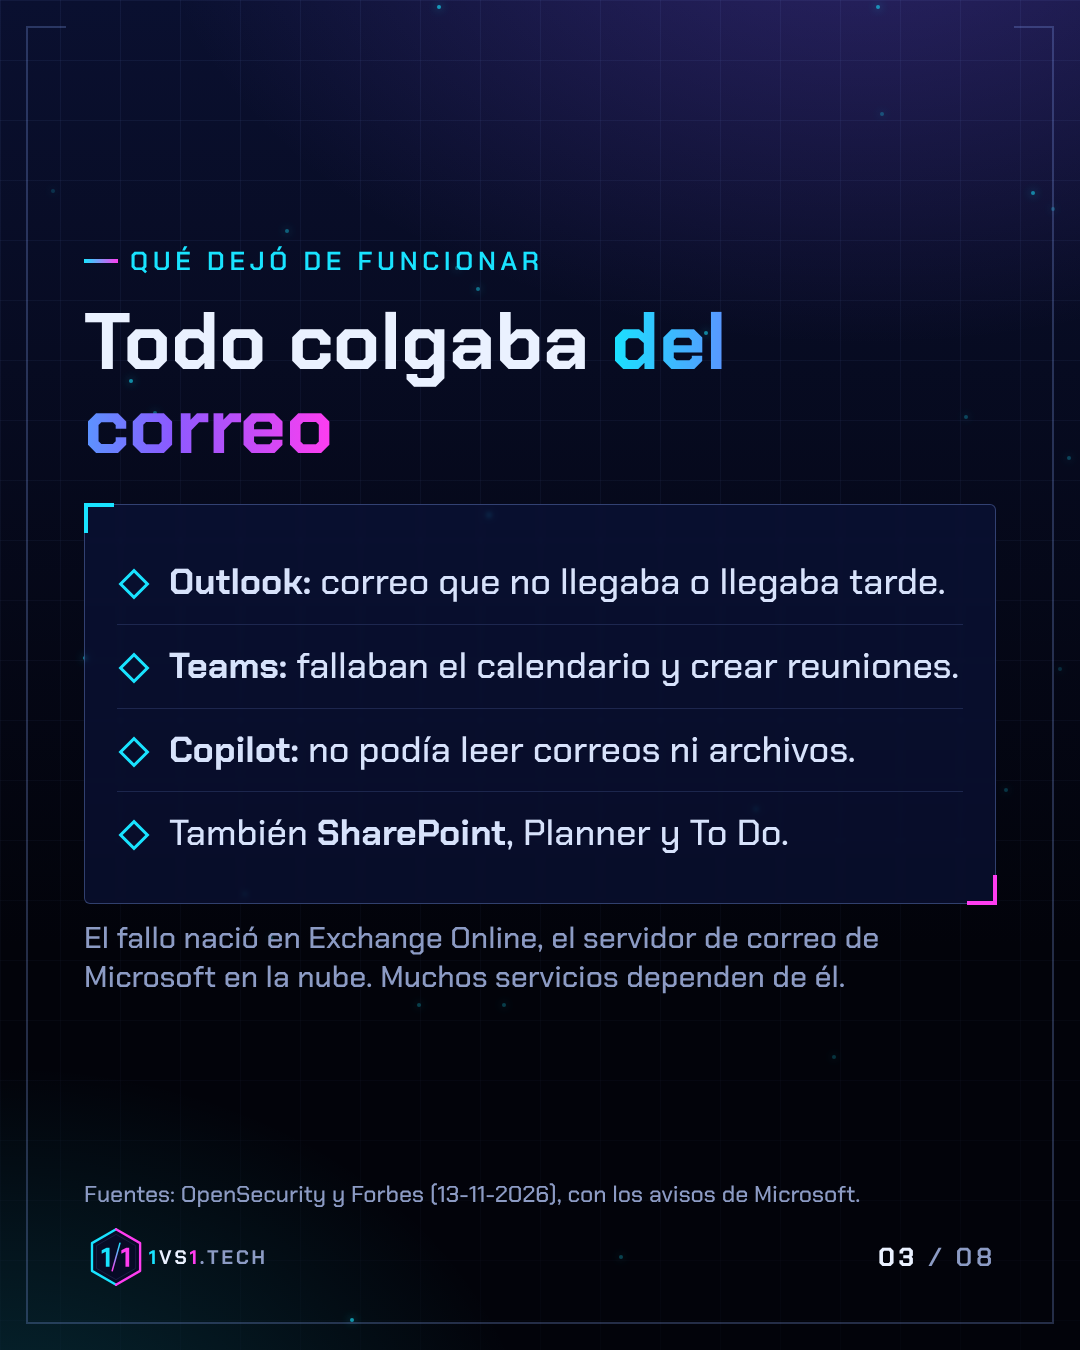 QUÉ DEJÓ DE FUNCIONAR
Todo colgaba del
correo
Outlook: correo que no llegaba o llegaba tarde.
Teams: fallaban el calendario y crear reuniones.
Copilot: no podía leer correos ni archivos.
También SharePoint, Planner y To Do.
El fallo nació en Exchange Online, el servidor de correo de
Microsoft en la nube. Muchos servicios dependen de él.
Fuentes: OpenSecurity y Forbes (13-11-2026), con los avisos de Microsoft.
1/1 1VS1.TECH
03 / 08